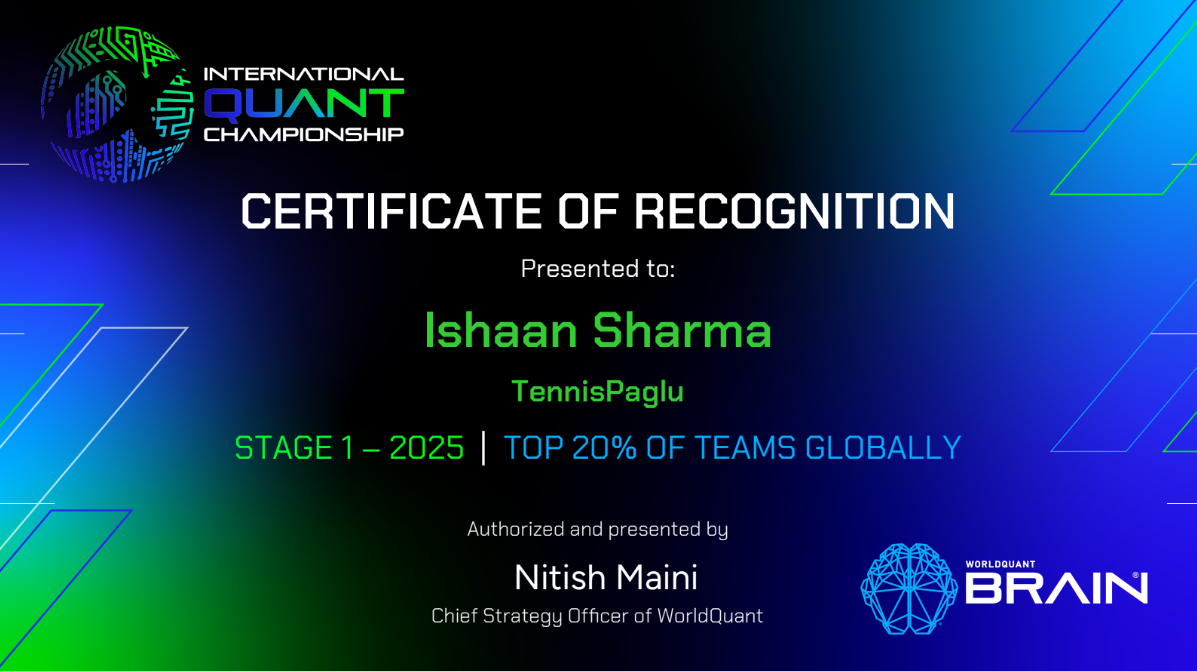 INTERNATIONAL
QUANT
CHAMPIONSHIP
CERTIFICATE OF RECOGNITION
Presented to:
Ishaan Sharma
TennisPaglu
STAGE 1 – 2025 | TOP 20% OF TEAMS GLOBALLY
Authorized and presented by
Nitish Maini
Chief Strategy Officer of WorldQuant
WORLDQUANT
BRAIN®